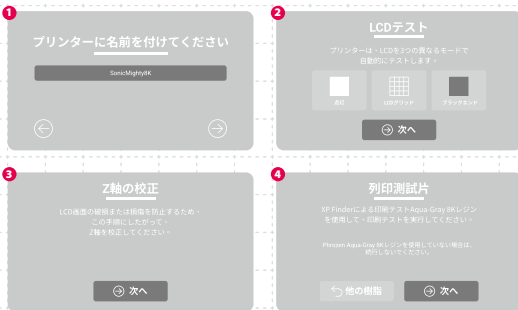 1
プリンターに名前を付けてください
SonicMighty8K
2
LCDテスト
プリンターは、LCDを3つの異なるモードで
自動的にテストします。
点灯
LCDグリッド
ブラックエンド
次へ
3
Z軸の校正
LCD画面の破損または損傷を防止するため、
この手順にしたがって、
Z軸を校正してください。
次へ
4
列印測試片
XP Finderによる印刷テストAqua-Gray 8Kレジン
を使用して、印刷テストを実行してください。
Phrozen Aqua-Gray 8Kレジンを使用していない場合は、
続行しないでください。
他の樹脂
次へ